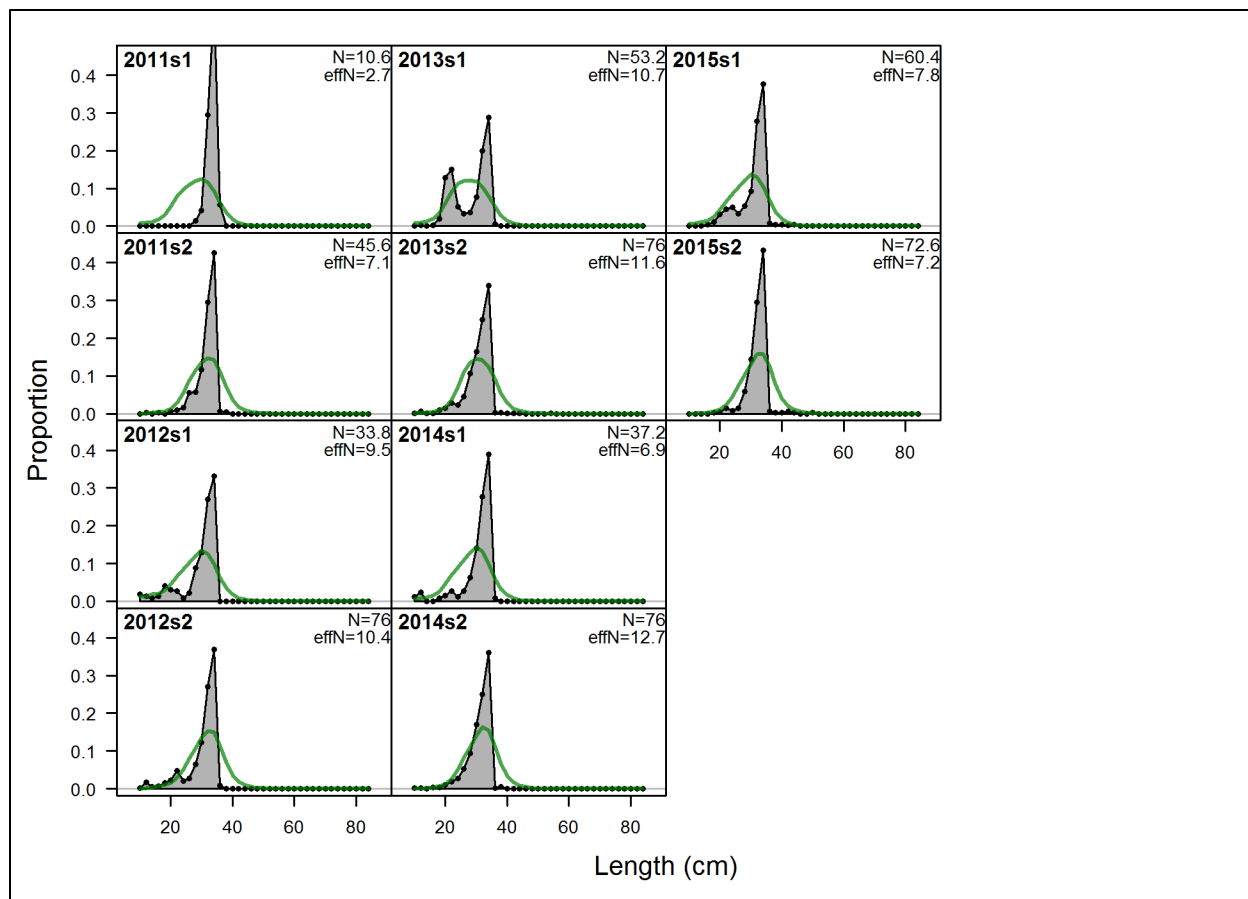 2011s1
N=10.6
effN=2.7
0.4
0.3
0.2
0.1
0.0
2013s1
N=53.2
effN=10.7
2015s1
N=60.4
effN=7.8
2011s2
N=45.6
effN=7.1
0.4
0.3
0.2
0.1
0.0
2013s2
N=76
effN=11.6
2015s2
N=72.6
effN=7.2
20 40 60 80
2012s1
N=33.8
effN=9.5
0.4
0.3
0.2
0.1
0.0
2014s1
N=37.2
effN=6.9
2012s2
N=76
effN=10.4
0.4
0.3
0.2
0.1
0.0
20 40 60 80
2014s2
N=76
effN=12.7
20 40 60 80
Proportion
Length (cm)